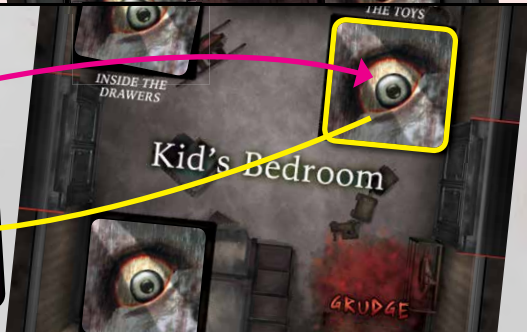 THE TOYS
INSIDE THE
DRAWERS
Kid's Bedroom
GRUDGE